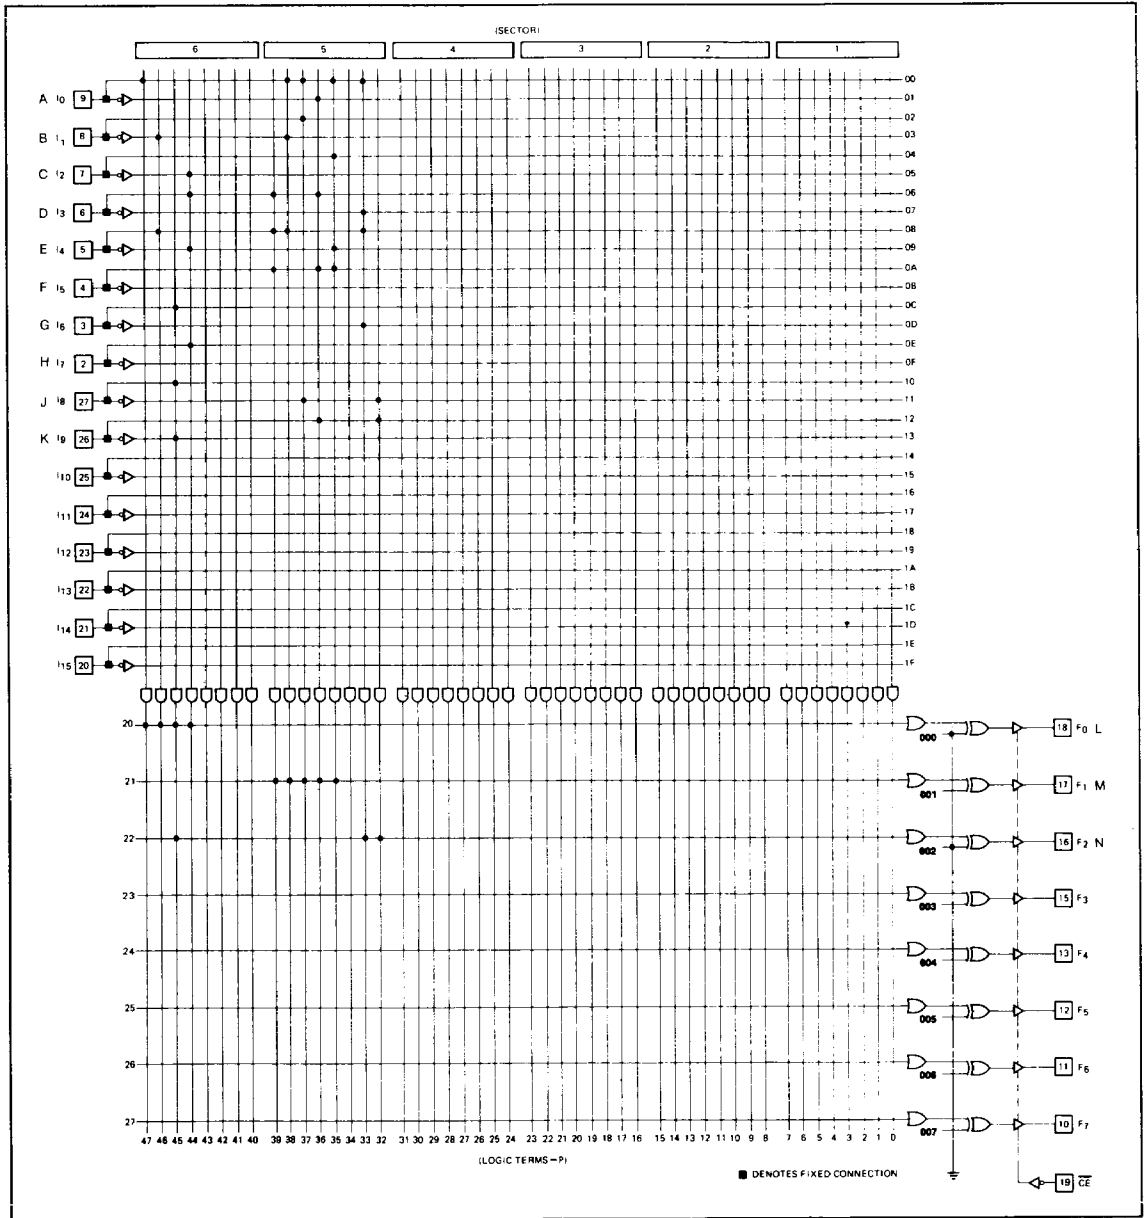 (SECTOR)
6 5 4 3 2 1
00
A I0 9 01
02
B I1 8 03
04
C I2 7 05
06
D I3 6 07
08
E I4 5 09
0A
F I5 4 0B
0C
G I6 3 0D
0E
H I7 2 0F
10
J I8 27 11
12
K I9 26 13
14
I10 25 15
16
I11 24 17
18
I12 23 19
1A
I13 22 1B
1C
I14 21 1D
1E
I15 20 1F
20 000 18 F0 L
21 001 17 F1 M
22 002 16 F2 N
23 003 15 F3
24 004 13 F4
25 005 12 F5
26 006 11 F6
27 007 10 F7
47 46 45 44 43 42 41 40 39 38 37 36 35 34 33 32 31 30 29 28 27 26 25 24 23 22 21 20 19 18 17 16 15 14 13 12 11 10 9 8 7 6 5 4 3 2 1 0
(LOGIC TERMS–P)
■ DENOTES FIXED CONNECTION
19 C̅E̅